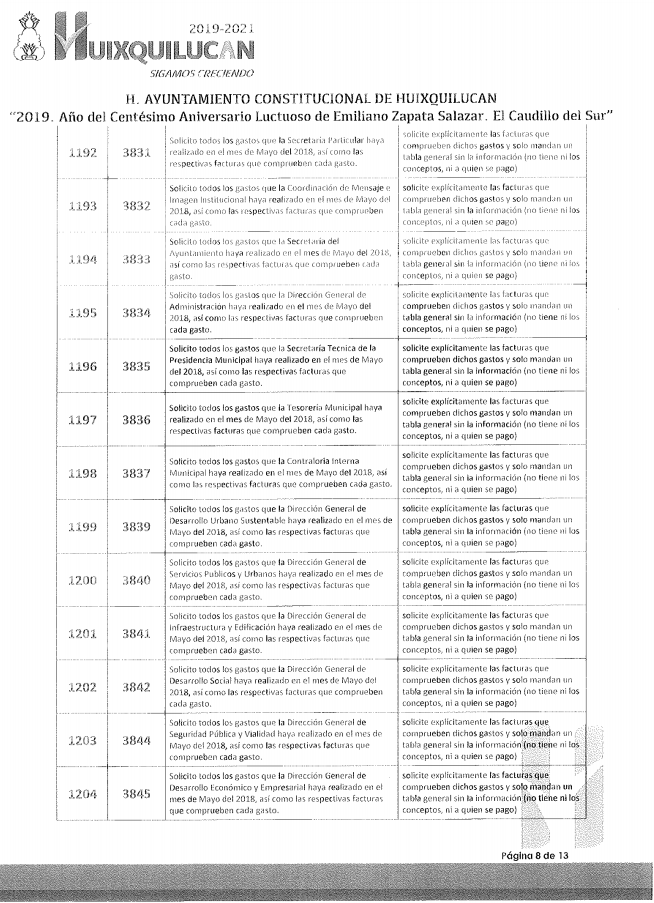 2019-2021
HUIXQUILUCAN
SIGAMOS CRECIENDO
H. AYUNTAMIENTO CONSTITUCIONAL DE HUIXQUILUCAN
"2019. Año del Centésimo Aniversario Luctuoso de Emiliano Zapata Salazar. El Caudillo del Sur"
1192 3831
Solicito todos los gastos que la Secretaría Particular haya
realizado en el mes de Mayo del 2018, así como las
respectivas facturas que comprueben cada gasto.
solicite explícitamente las facturas que
comprueben dichos gastos y solo mandan un
tabla general sin la información (no tiene ni los
conceptos, ni a quien se pago)
1193 3832
Solicito todos los gastos que la Coordinación de Mensaje e
Imagen Institucional haya realizado en el mes de Mayo del
2018, así como las respectivas facturas que comprueben
cada gasto.
solicite explícitamente las facturas que
comprueben dichos gastos y solo mandan un
tabla general sin la información (no tiene ni los
conceptos, ni a quien se pago)
1194 3833
Solicito todos los gastos que la Secretaría del
Ayuntamiento haya realizado en el mes de Mayo del 2018,
así como las respectivas facturas que comprueben cada
gasto.
solicite explícitamente las facturas que
comprueben dichos gastos y solo mandan un
tabla general sin la información (no tiene ni los
conceptos, ni a quien se pago)
1195 3834
Solicito todos los gastos que la Dirección General de
Administración haya realizado en el mes de Mayo del
2018, así como las respectivas facturas que comprueben
cada gasto.
solicite explícitamente las facturas que
comprueben dichos gastos y solo mandan un
tabla general sin la información (no tiene ni los
conceptos, ni a quien se pago)
1196 3835
Solicito todos los gastos que la Secretaría Tecnica de la
Presidencia Municipal haya realizado en el mes de Mayo
del 2018, así como las respectivas facturas que
comprueben cada gasto.
solicite explícitamente las facturas que
comprueben dichos gastos y solo mandan un
tabla general sin la información (no tiene ni los
conceptos, ni a quien se pago)
1197 3836
Solicito todos los gastos que la Tesorería Municipal haya
realizado en el mes de Mayo del 2018, así como las
respectivas facturas que comprueben cada gasto.
solicite explícitamente las facturas que
comprueben dichos gastos y solo mandan un
tabla general sin la información (no tiene ni los
conceptos, ni a quien se pago)
1198 3837
Solicito todos los gastos que la Contraloría Interna
Municipal haya realizado en el mes de Mayo del 2018, así
como las respectivas facturas que comprueben cada gasto.
solicite explícitamente las facturas que
comprueben dichos gastos y solo mandan un
tabla general sin la información (no tiene ni los
conceptos, ni a quien se pago)
1199 3839
Solicito todos los gastos que la Dirección General de
Desarrollo Urbano Sustentable haya realizado en el mes de
Mayo del 2018, así como las respectivas facturas que
comprueben cada gasto.
solicite explícitamente las facturas que
comprueben dichos gastos y solo mandan un
tabla general sin la información (no tiene ni los
conceptos, ni a quien se pago)
1200 3840
Solicito todos los gastos que la Dirección General de
Servicios Publicos y Urbanos haya realizado en el mes de
Mayo del 2018, así como las respectivas facturas que
comprueben cada gasto.
solicite explícitamente las facturas que
comprueben dichos gastos y solo mandan un
tabla general sin la información (no tiene ni los
conceptos, ni a quien se pago)
1201 3841
Solicito todos los gastos que la Dirección General de
Infraestructura y Edificación haya realizado en el mes de
Mayo del 2018, así como las respectivas facturas que
comprueben cada gasto.
solicite explícitamente las facturas que
comprueben dichos gastos y solo mandan un
tabla general sin la información (no tiene ni los
conceptos, ni a quien se pago)
1202 3842
Solicito todos los gastos que la Dirección General de
Desarrollo Social haya realizado en el mes de Mayo del
2018, así como las respectivas facturas que comprueben
cada gasto.
solicite explícitamente las facturas que
comprueben dichos gastos y solo mandan un
tabla general sin la información (no tiene ni los
conceptos, ni a quien se pago)
1203 3844
Solicito todos los gastos que la Dirección General de
Seguridad Pública y Vialidad haya realizado en el mes de
Mayo del 2018, así como las respectivas facturas que
comprueben cada gasto.
solicite explícitamente las facturas que
comprueben dichos gastos y solo mandan un
tabla general sin la información (no tiene ni los
conceptos, ni a quien se pago)
1204 3845
Solicito todos los gastos que la Dirección General de
Desarrollo Económico y Empresarial haya realizado en el
mes de Mayo del 2018, así como las respectivas facturas
que comprueben cada gasto.
solicite explícitamente las facturas que
comprueben dichos gastos y solo mandan un
tabla general sin la información (no tiene ni los
conceptos, ni a quien se pago)
Página 8 de 13